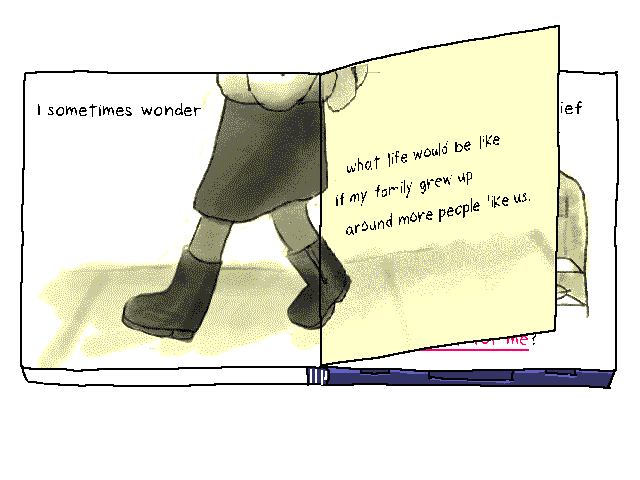 I sometimes wonder
what life would be like
if my family grew up
around more people like us.
ief
for me?